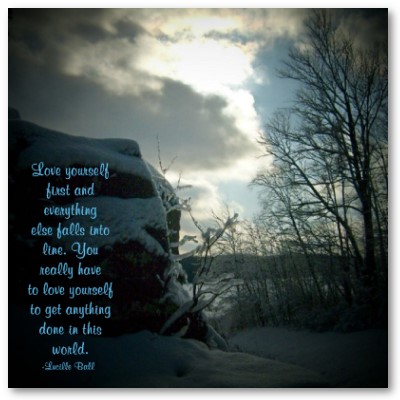 Love yourself
first and
everything
else falls into
line. You
really have
to love yourself
to get anything
done in this
world.
-Lucille Ball